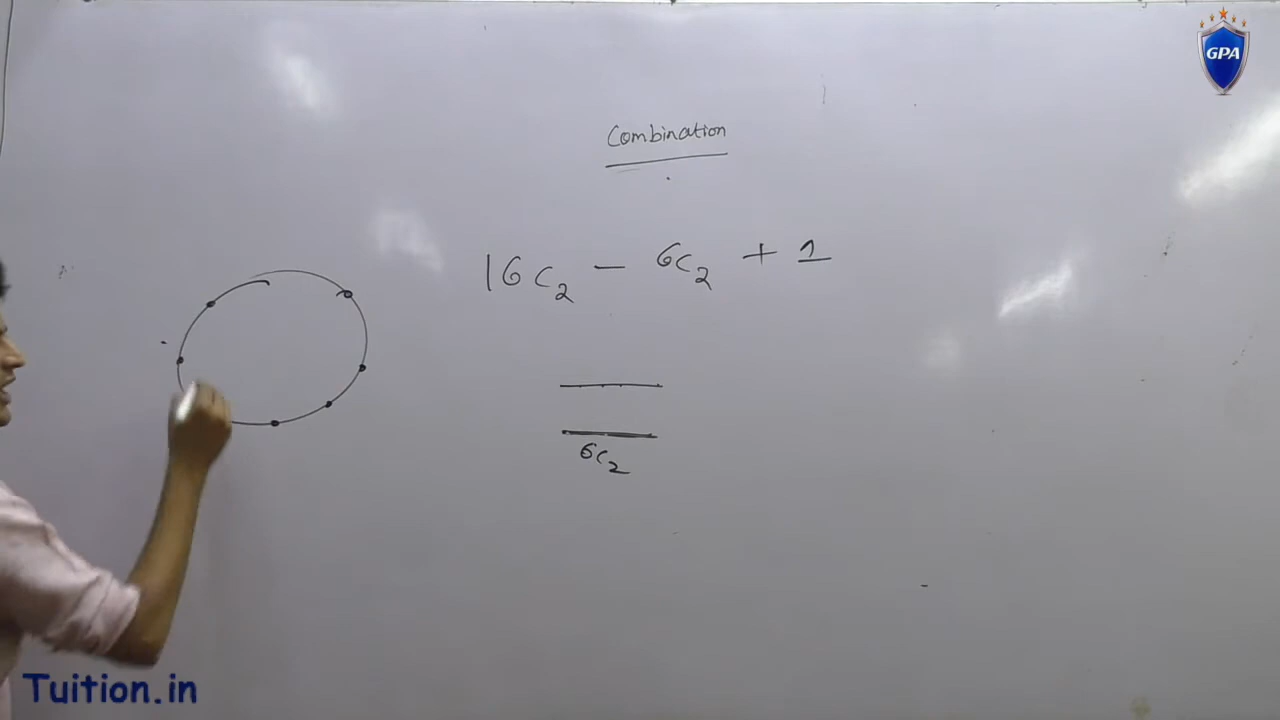 GPA
Combination
16C₂ – 6C₂ + 1
6C₂
Tuition.in